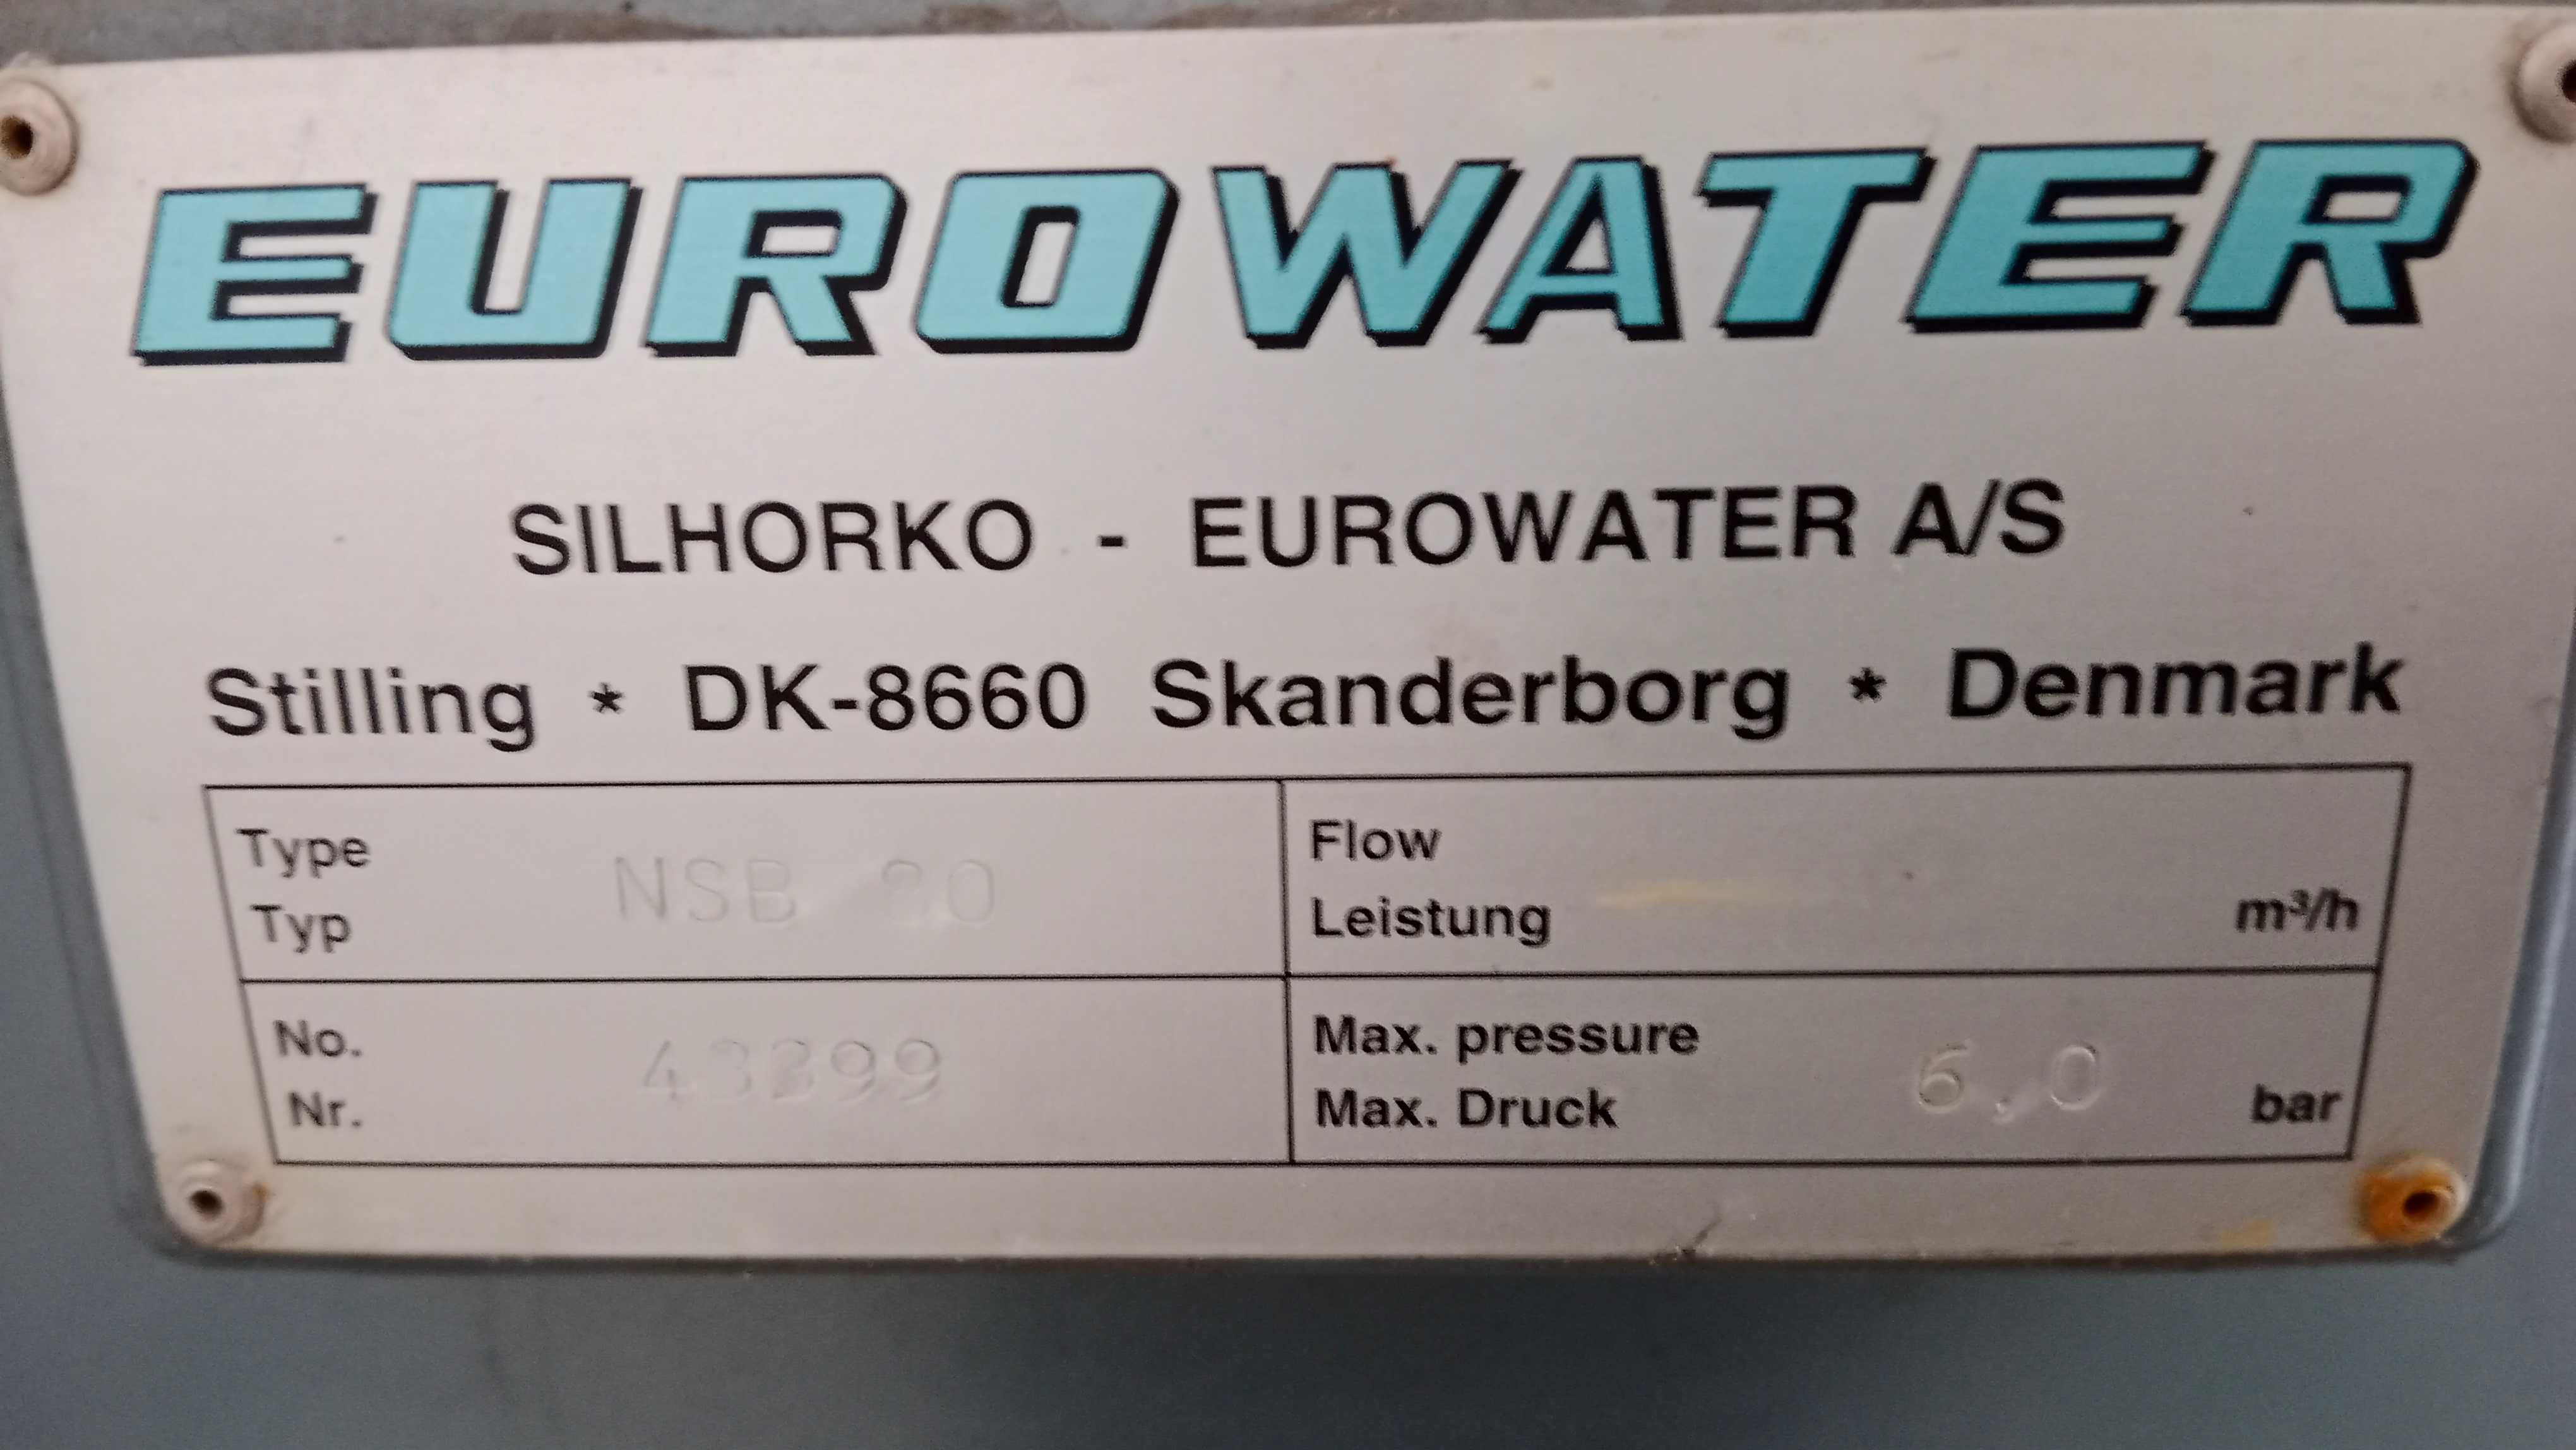 EUROWATER
SILHORKO - EUROWATER A/S
Stilling * DK-8660 Skanderborg * Denmark
Type
Typ
NSB
Flow
Leistung
m³/h
No.
Nr.
Max. pressure
Max. Druck
6,0
bar